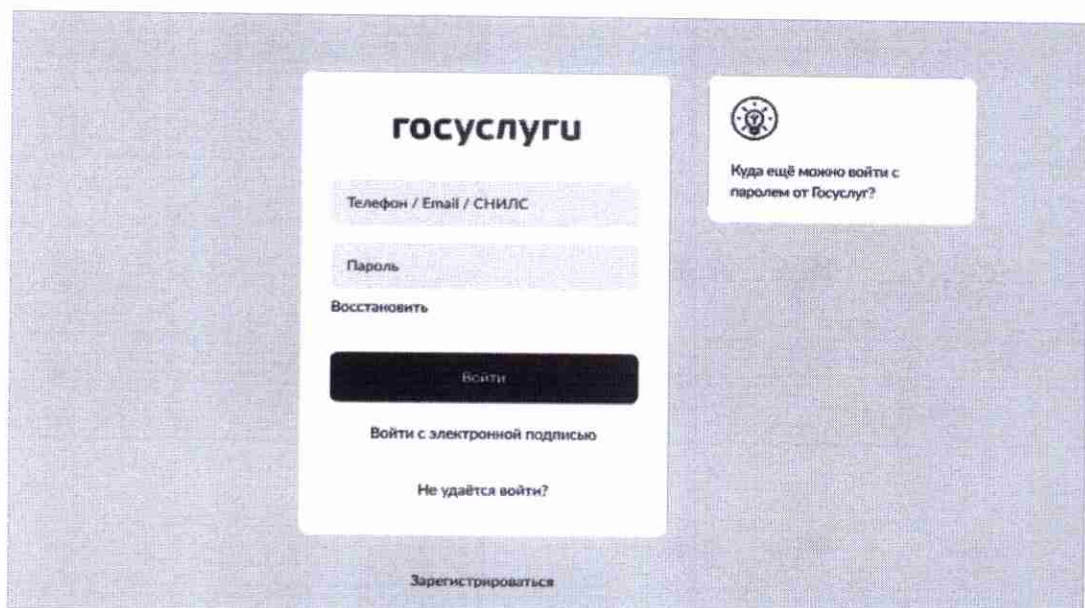 госуслуги
Телефон / Email / СНИЛС
Пароль
Восстановить
Войти
Войти с электронной подписью
Не удаётся войти?
Зарегистрироваться
Куда ещё можно войти с
паролем от Госуслуг?